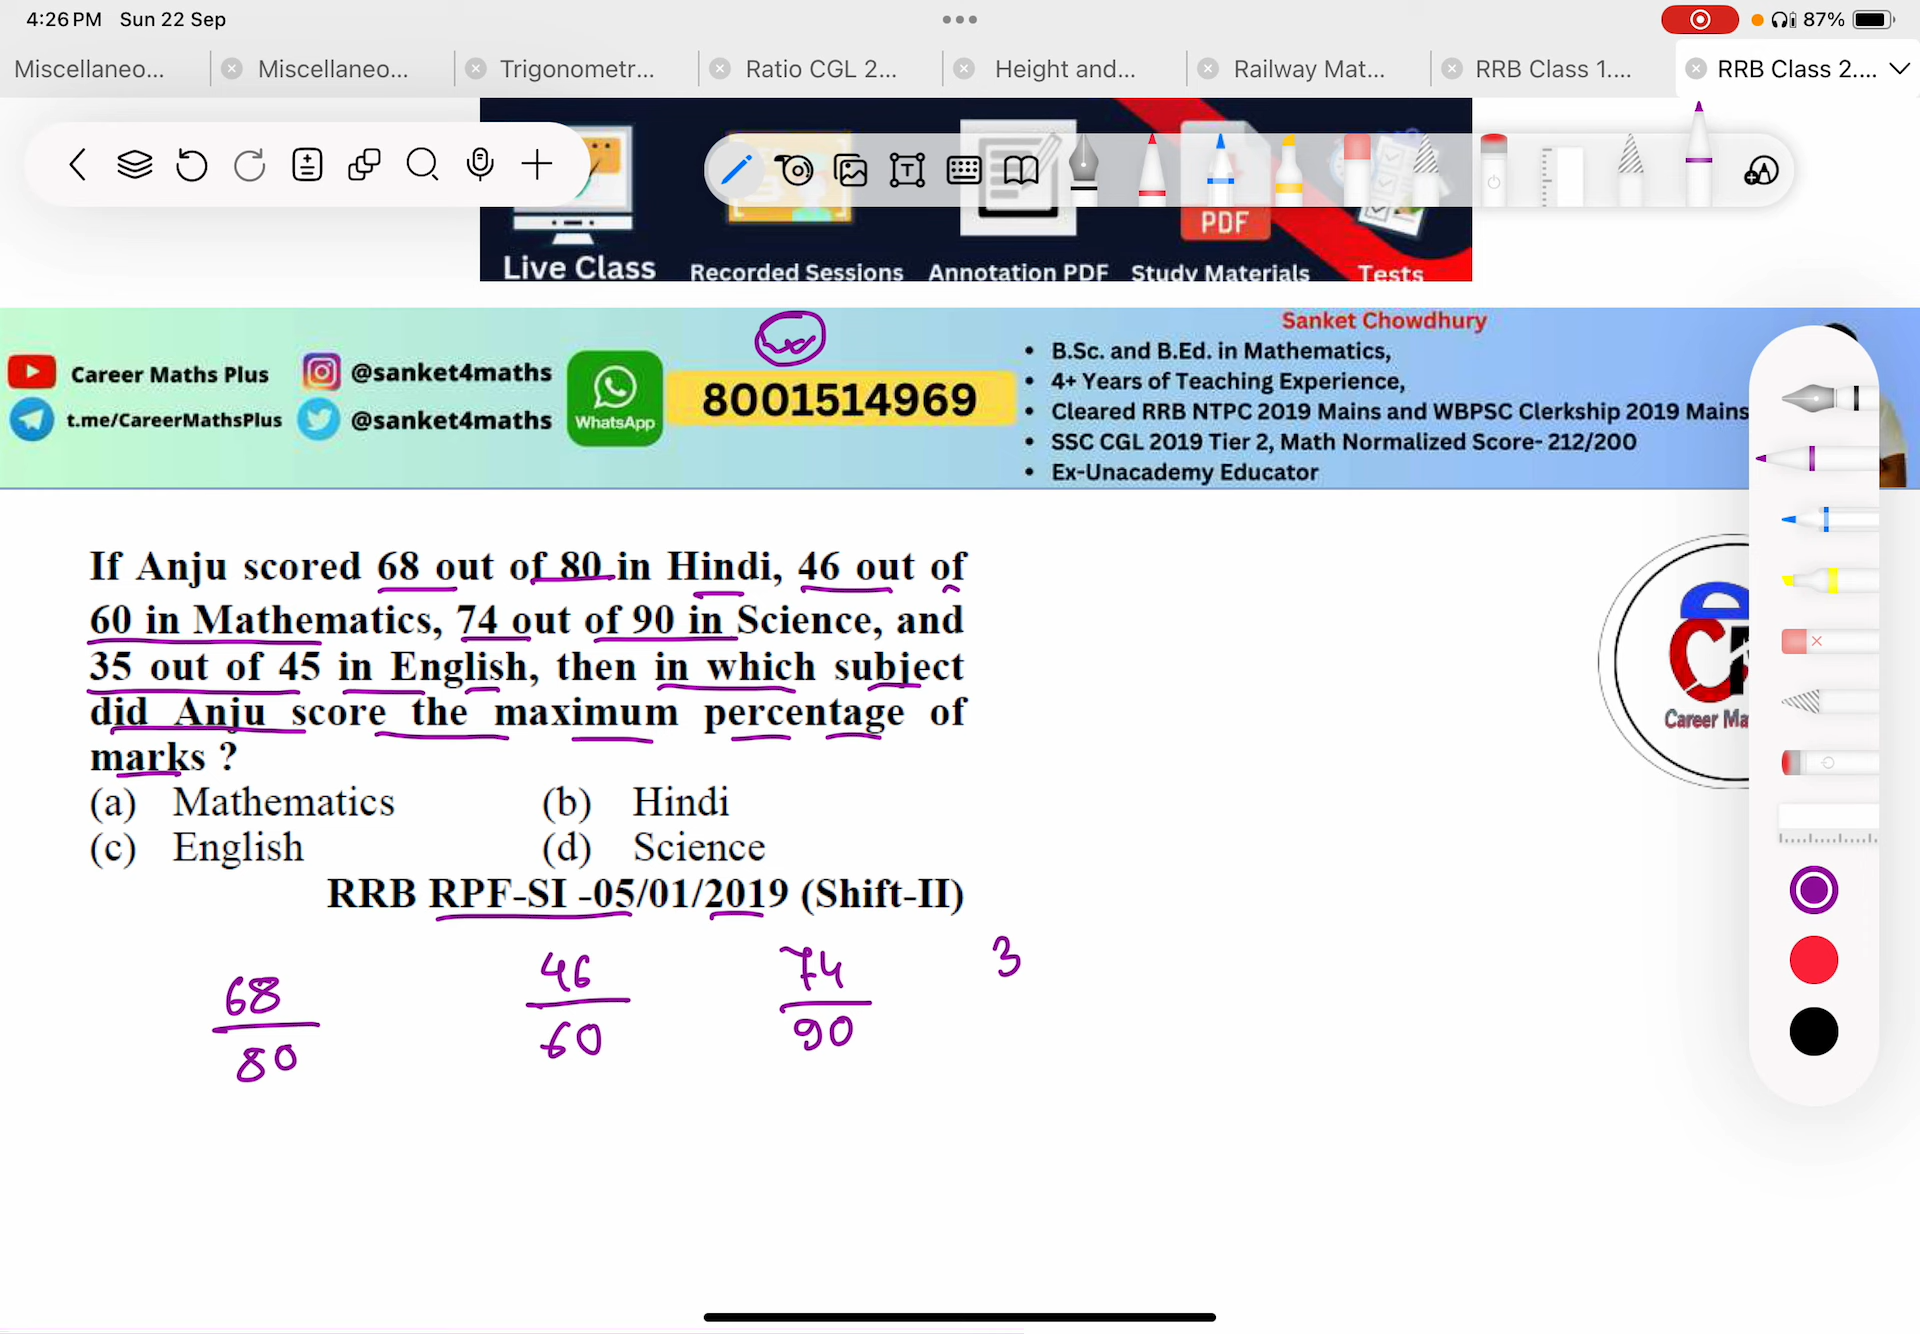 4:26 PM Sun 22 Sep
87%
Miscellaneo... Miscellaneo... Trigonometr... Ratio CGL 2... Height and... Railway Mat... RRB Class 1.... RRB Class 2....
PDF
Live Class Recorded Sessions Annotation PDF Study Materials Tests
Sanket Chowdhury
Career Maths Plus @sanket4maths
t.me/CareerMathsPlus @sanket4maths
WhatsApp
8001514969
• B.Sc. and B.Ed. in Mathematics,
• 4+ Years of Teaching Experience,
• Cleared RRB NTPC 2019 Mains and WBPSC Clerkship 2019 Mains
• SSC CGL 2019 Tier 2, Math Normalized Score- 212/200
• Ex-Unacademy Educator
If Anju scored 68 out of 80 in Hindi, 46 out of
60 in Mathematics, 74 out of 90 in Science, and
35 out of 45 in English, then in which subject
did Anju score the maximum percentage of
marks ?
(a) Mathematics (b) Hindi
(c) English (d) Science
RRB RPF-SI -05/01/2019 (Shift-II)
Career Ma
68 46 74 3
80 60 90